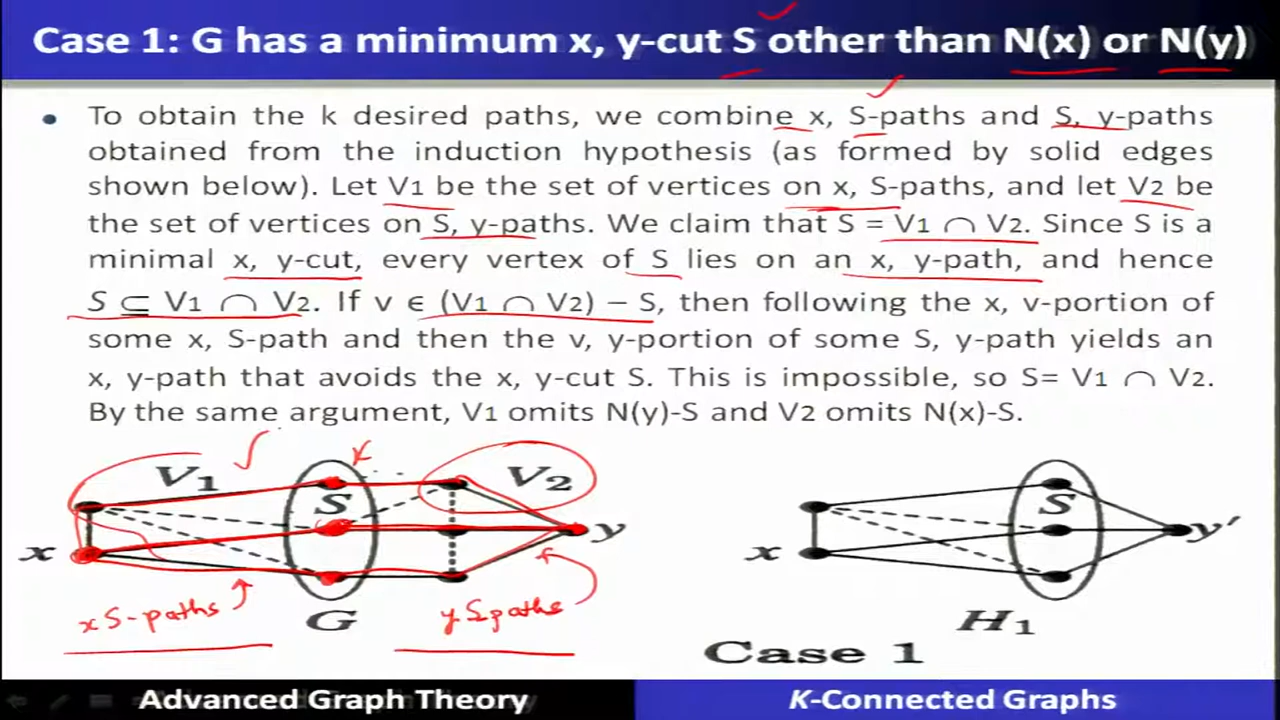 Case 1: G has a minimum x, y-cut S other than N(x) or N(y)
• To obtain the k desired paths, we combine x, S-paths and S, y-paths
obtained from the induction hypothesis (as formed by solid edges
shown below). Let V1 be the set of vertices on x, S-paths, and let V2 be
the set of vertices on S, y-paths. We claim that S = V1 ∩ V2. Since S is a
minimal x, y-cut, every vertex of S lies on an x, y-path, and hence
S ⊆ V1 ∩ V2. If v ϵ (V1 ∩ V2) – S, then following the x, v-portion of
some x, S-path and then the v, y-portion of some S, y-path yields an
x, y-path that avoids the x, y-cut S. This is impossible, so S= V1 ∩ V2.
By the same argument, V1 omits N(y)-S and V2 omits N(x)-S.
V1 S V2
x y
G
x S-paths
y S paths
S
x y′
H1
Case 1
Advanced Graph Theory
K-Connected Graphs